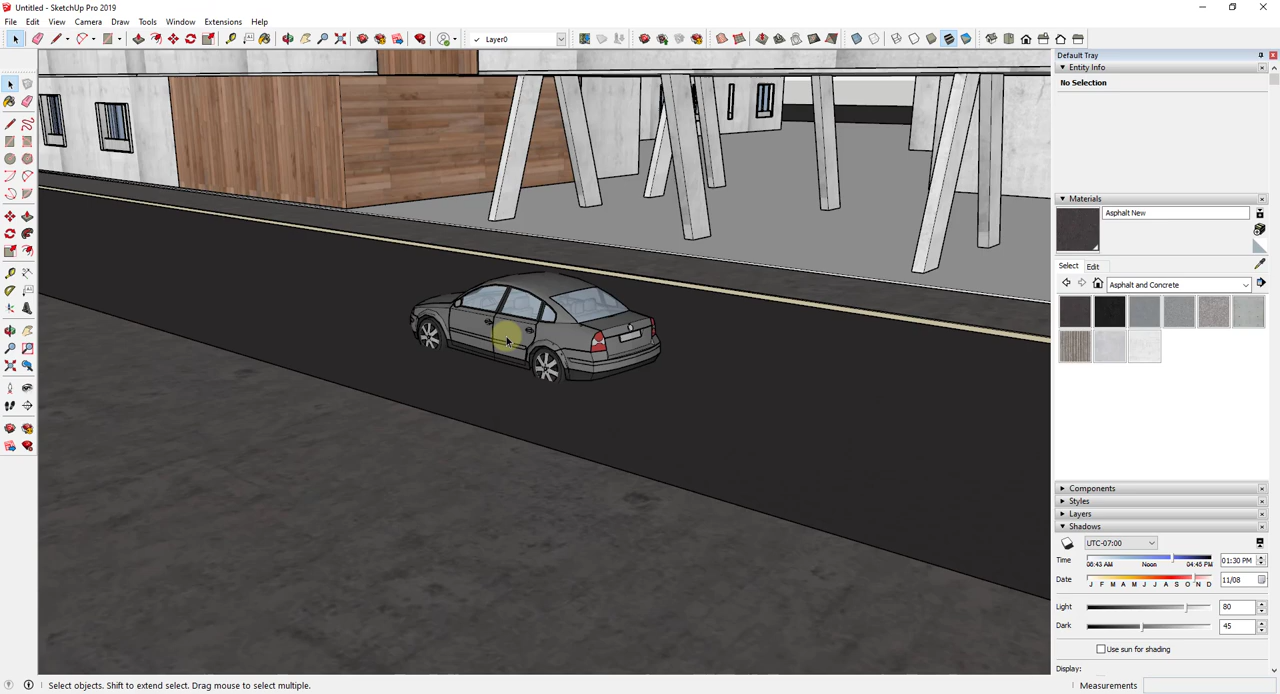 Untitled - SketchUp Pro 2019
File Edit View Camera Draw Tools Window Extensions Help
Layer0
Default Tray
Entity Info
No Selection
Materials
Asphalt New
Select Edit
Asphalt and Concrete
Components
Styles
Layers
Shadows
UTC-07:00
Time 06:43 AM Noon 04:45 PM 01:30 PM
Date J F M A M J J A S O N D 11/08
Light 80
Dark 45
Use sun for shading
Display:
Select objects. Shift to extend select. Drag mouse to select multiple.
Measurements